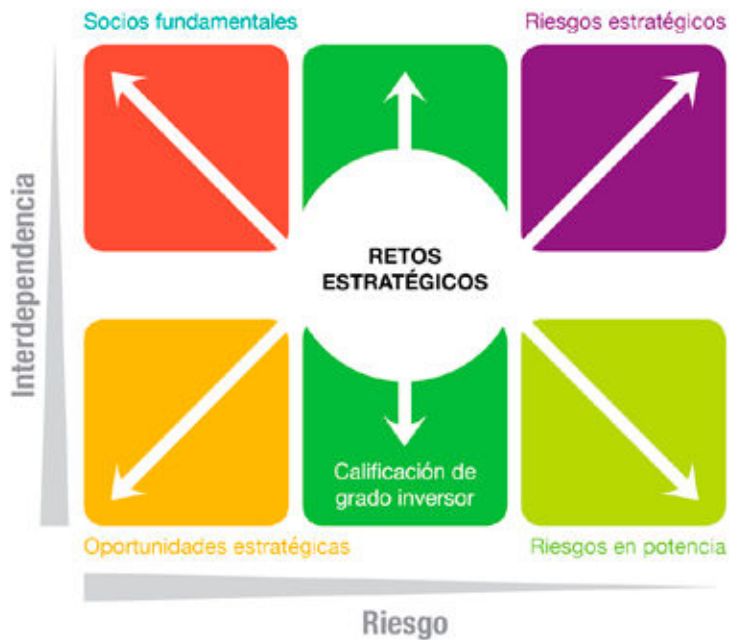 Socios fundamentales
Riesgos estratégicos
Interdependencia
RETOS
ESTRATÉGICOS
Calificación de
grado inversor
Oportunidades estratégicas
Riesgos en potencia
Riesgo